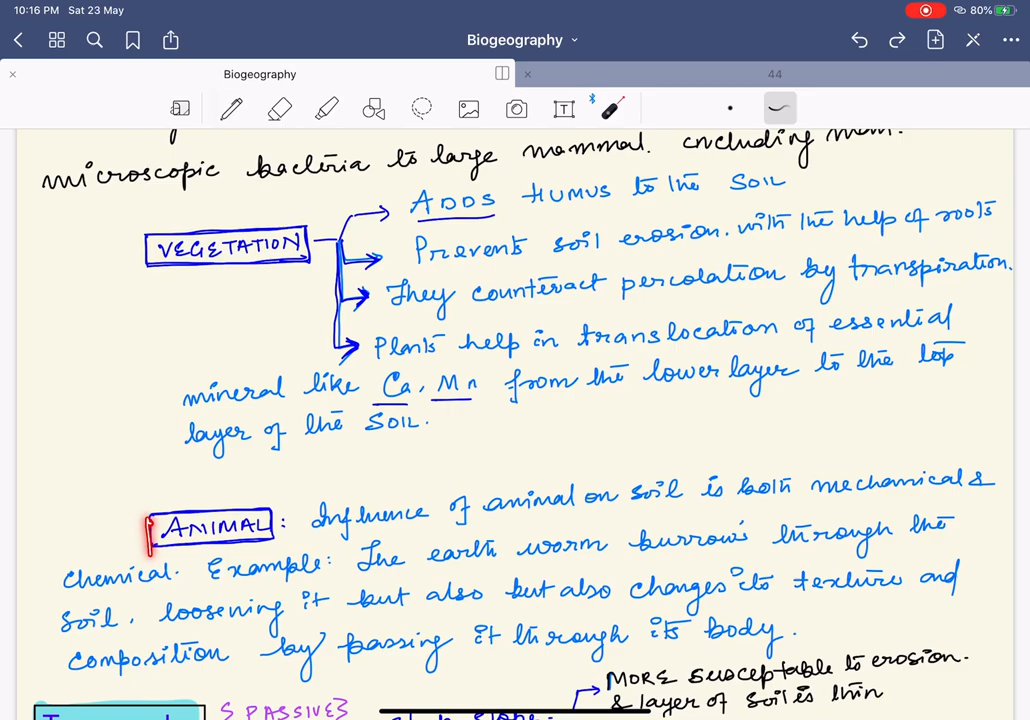 10:16 PM Sat 23 May
80%
Biogeography
Biogeography
44
microscopic bacteria to large mammal. including man.
VEGETATION
ADDS HUMUS to the SOIL
Prevents soil erosion. with the help of roots
They counteract percolation by transpiration.
Plants help in translocation of essential
mineral like Ca, Mn from the lower layer to the top
layer of the SOIL.
ANIMAL: Influence of animal on soil is both mechanical &
chemical. Example: The earth worm burrows through the
soil, loosening it but also but also changes its texture and
composition by passing it through its body.
MORE susceptable to erosion.
& layer of soil is thin
{ PASSIVE }